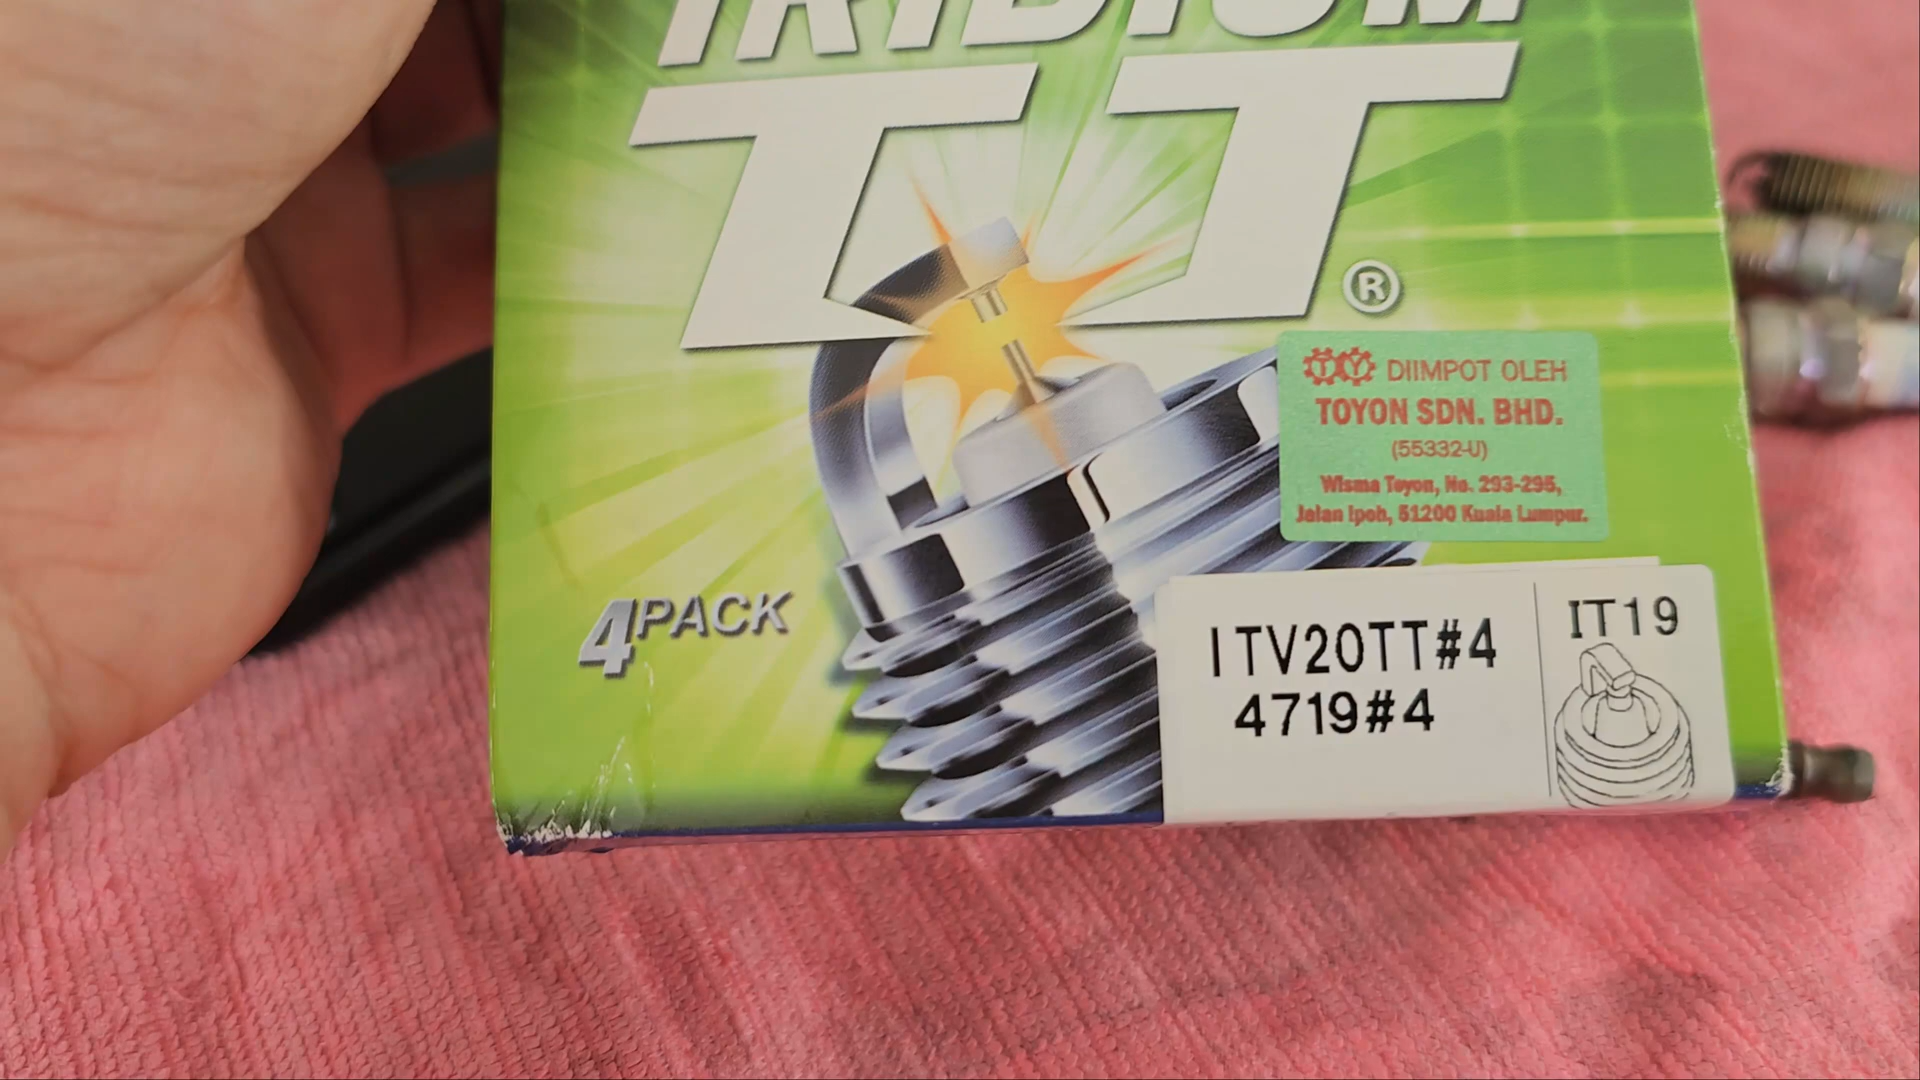 IRIDIUM
TT®
TY DIIMPOT OLEH
TOYON SDN. BHD.
(55332-U)
Wisma Toyon, No. 293-295,
Jalan Ipoh, 51200 Kuala Lumpur.
4PACK
ITV20TT#4
4719#4
IT19